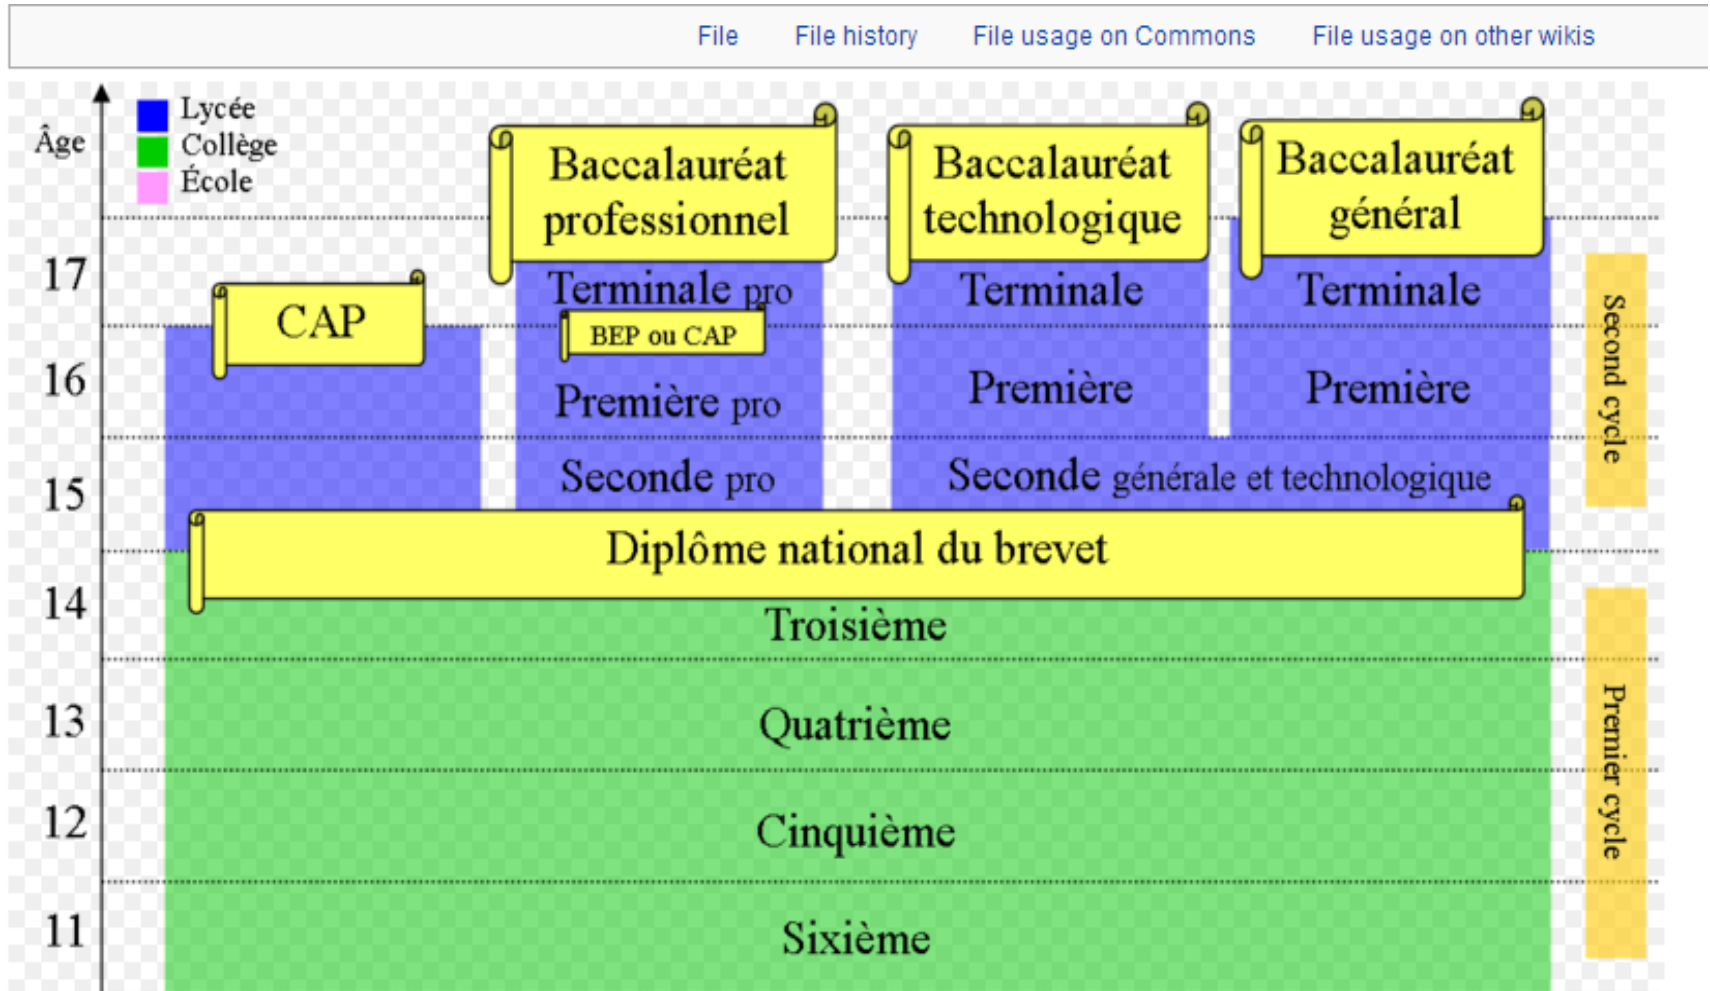 File File history File usage on Commons File usage on other wikis
Âge
Lycée
Collège
École
Baccalauréat
professionnel
Baccalauréat
technologique
Baccalauréat
général
17
CAP
Terminale pro
Terminale
Terminale
BEP ou CAP
16
Première pro
Première
Première
Second cycle
15
Seconde pro
Seconde générale et technologique
Diplôme national du brevet
14
Troisième
13
Quatrième
Premier cycle
12
Cinquième
11
Sixième